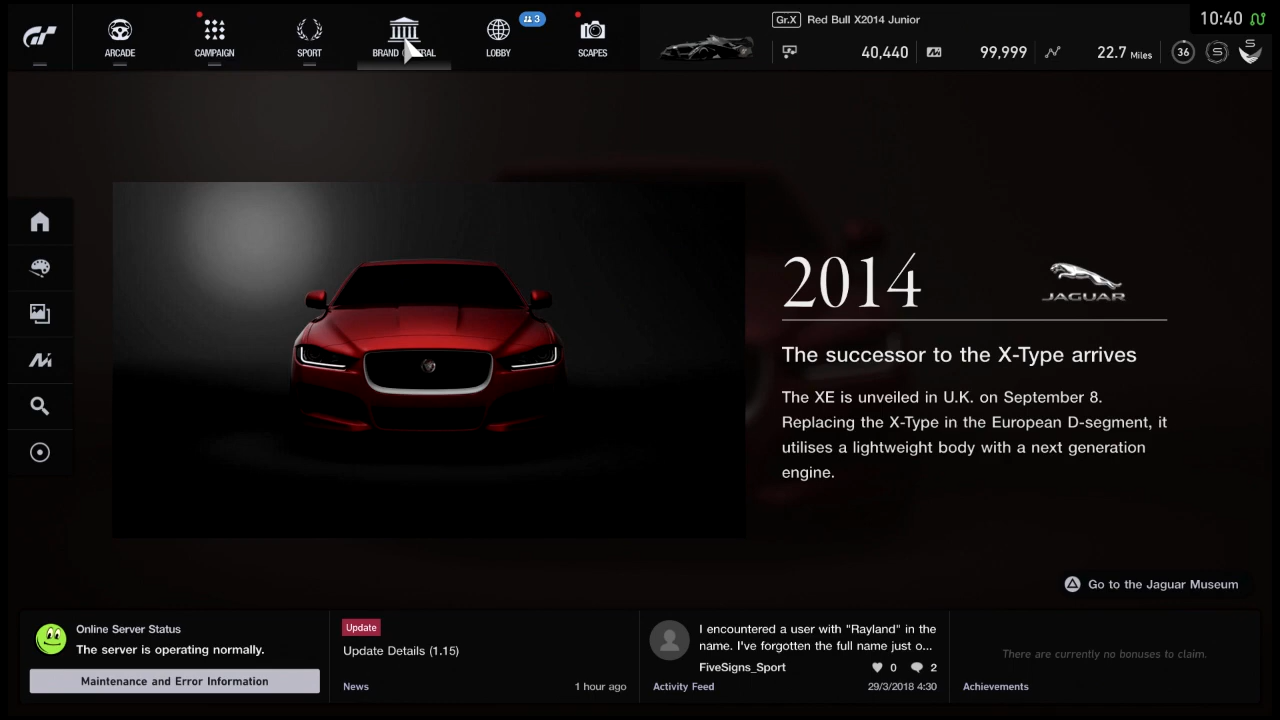 ARCADE
CAMPAIGN
SPORT
BRAND CENTRAL
LOBBY
3
SCAPES
Gr.X Red Bull X2014 Junior
40,440
99,999
22.7 Miles
36
S
S
10:40
2014
JAGUAR
The successor to the X-Type arrives
The XE is unveiled in U.K. on September 8.
Replacing the X-Type in the European D-segment, it
utilises a lightweight body with a next generation
engine.
Go to the Jaguar Museum
Online Server Status
The server is operating normally.
Maintenance and Error Information
Update
Update Details (1.15)
News
1 hour ago
I encountered a user with "Rayland" in the
name. I've forgotten the full name just o...
FiveSigns_Sport
0
2
Activity Feed
29/3/2018 4:30
There are currently no bonuses to claim.
Achievements